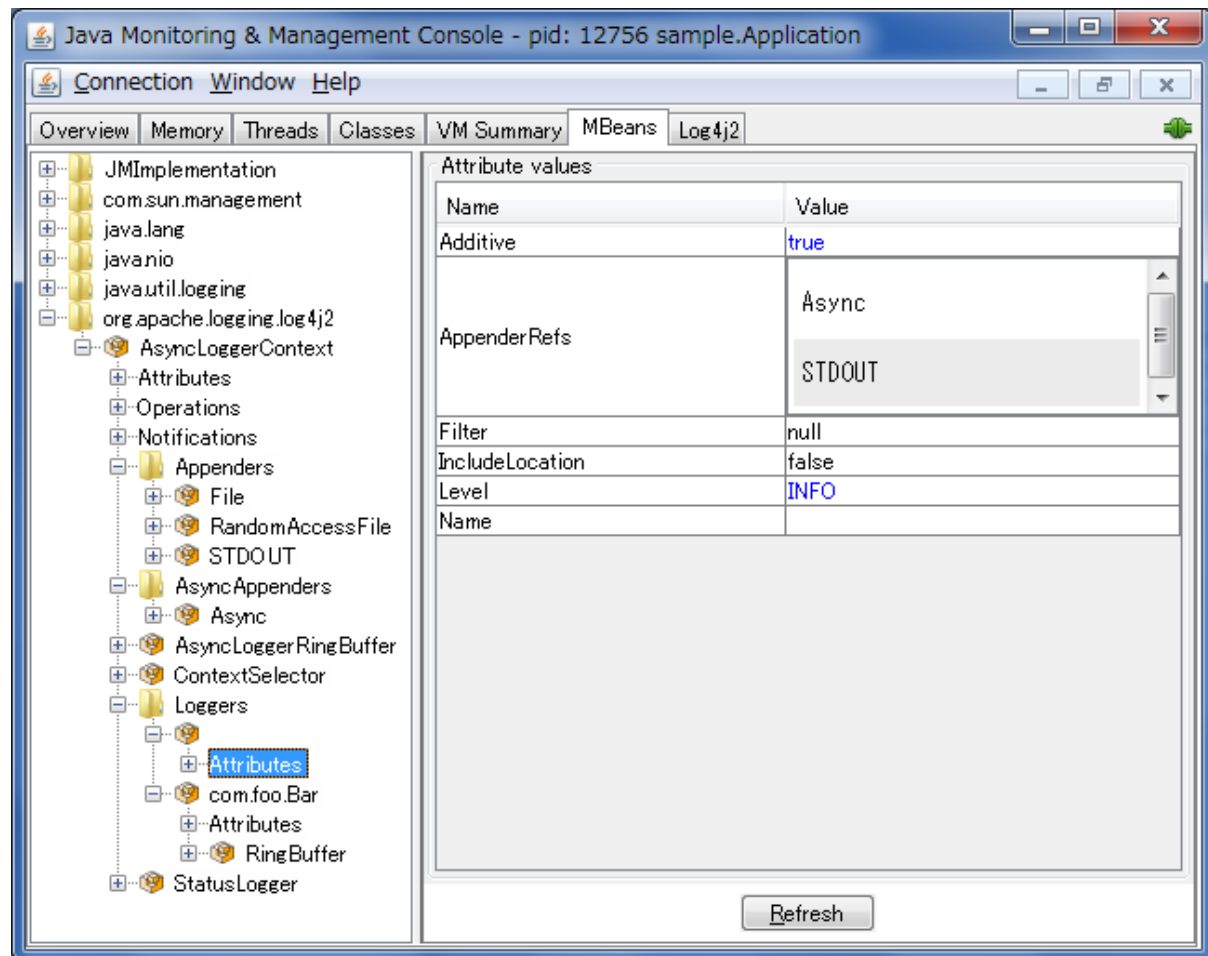 Java Monitoring & Management Console - pid: 12756 sample.Application
Connection Window Help
Overview Memory Threads Classes VM Summary MBeans Log4j2
JMImplementation
com.sun.management
java.lang
java.nio
java.util.logging
org.apache.logging.log4j2
AsyncLoggerContext
Attributes
Operations
Notifications
Appenders
File
RandomAccessFile
STDOUT
AsyncAppenders
Async
AsyncLoggerRingBuffer
ContextSelector
Loggers
Attributes
com.foo.Bar
Attributes
RingBuffer
StatusLogger
Attribute values
Name Value
Additive true
AppenderRefs
Async
STDOUT
Filter null
IncludeLocation false
Level INFO
Name
Refresh